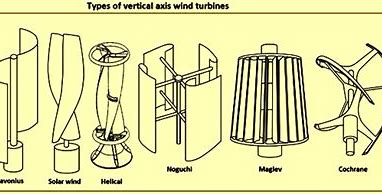 Types of vertical axis wind turbines
avonius
Solar wind
Helical
Noguchi
Maglev
Cochrane